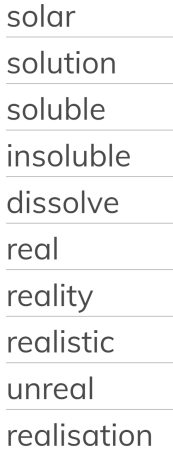 solar
solution
soluble
insoluble
dissolve
real
reality
realistic
unreal
realisation